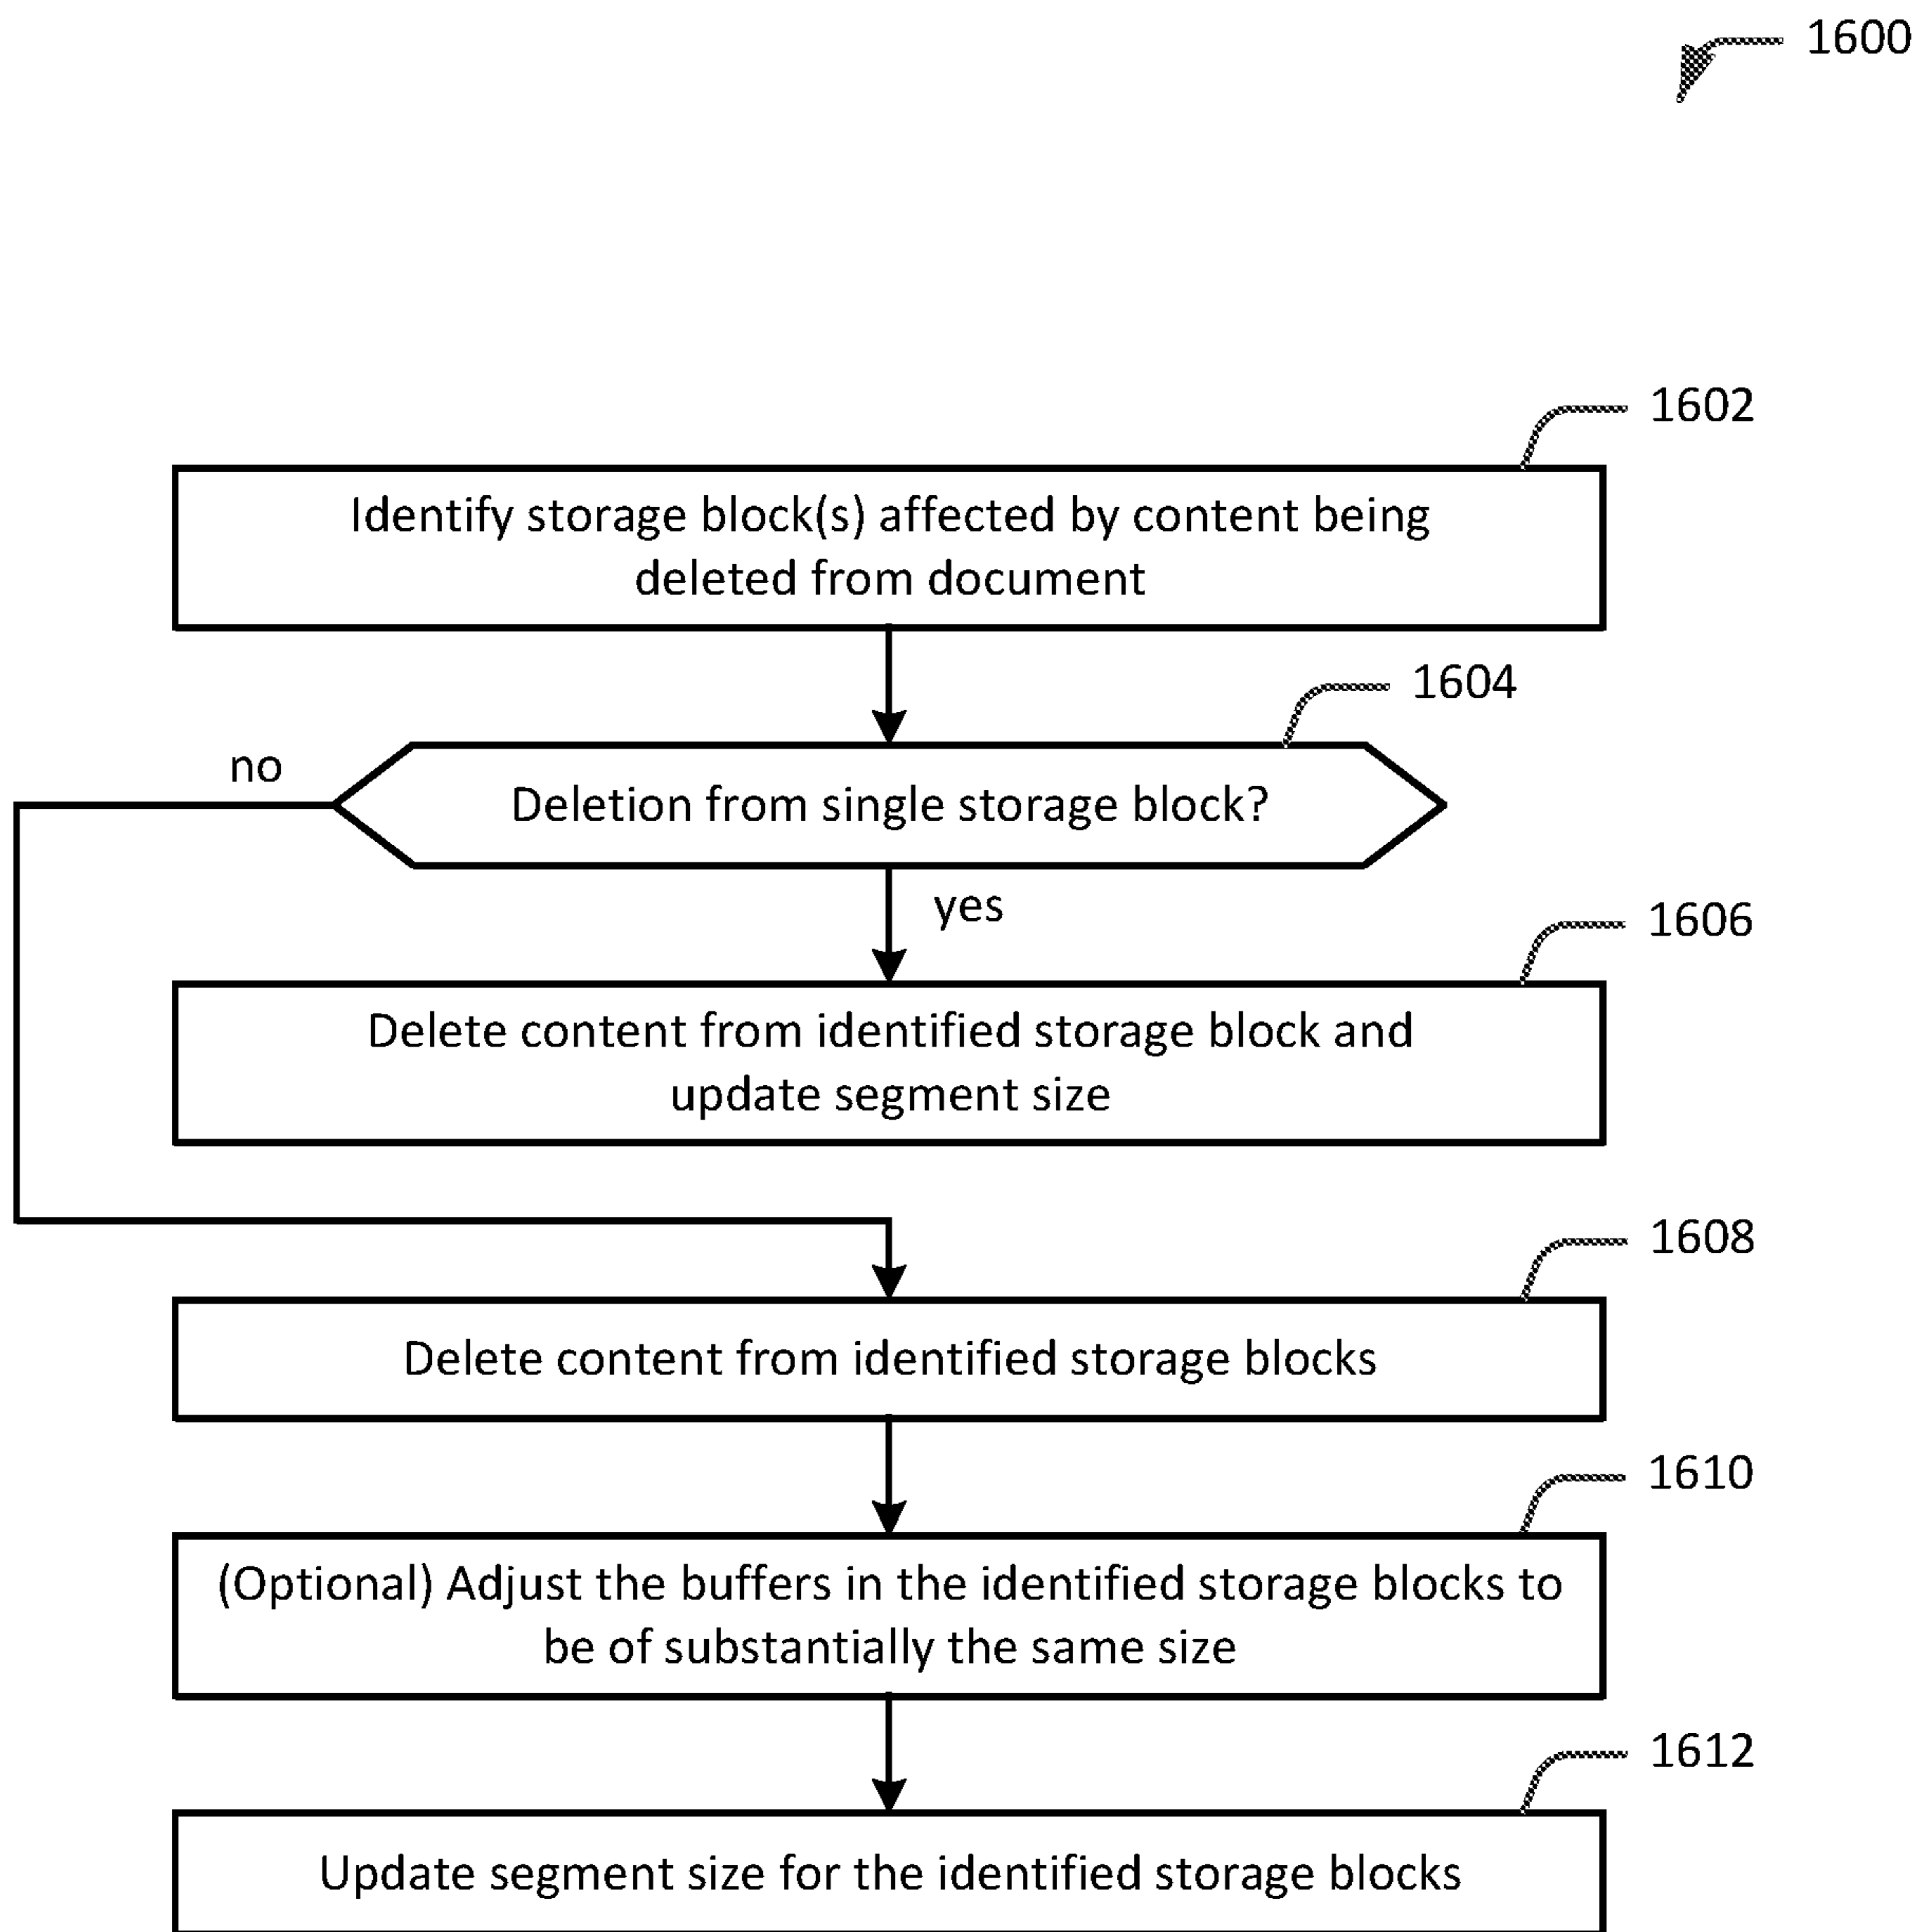 1600
1602
Identify storage block(s) affected by content being
deleted from document
1604
no
Deletion from single storage block?
yes
1606
Delete content from identified storage block and
update segment size
1608
Delete content from identified storage blocks
1610
(Optional) Adjust the buffers in the identified storage blocks to
be of substantially the same size
1612
Update segment size for the identified storage blocks